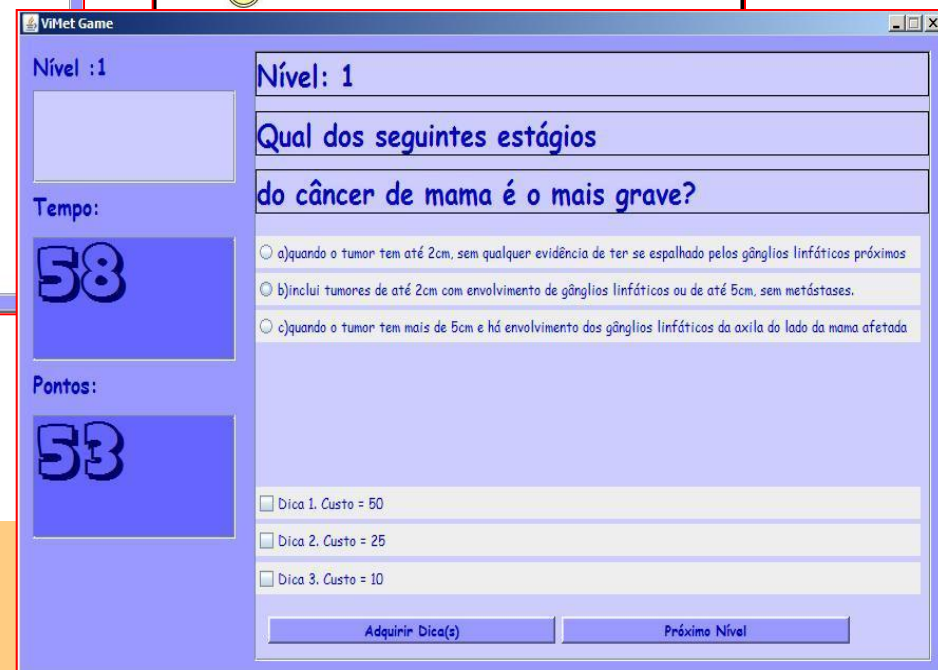 ViMet Game
Nível :1
Tempo:
58
Pontos:
53
Nível: 1
Qual dos seguintes estágios
do câncer de mama é o mais grave?
a)quando o tumor tem até 2cm, sem qualquer evidência de ter se espalhado pelos gânglios linfáticos próximos
b)inclui tumores de até 2cm com envolvimento de gânglios linfáticos ou de até 5cm, sem metástases.
c)quando o tumor tem mais de 5cm e há envolvimento dos gânglios linfáticos da axila do lado da mama afetada
Dica 1. Custo = 50
Dica 2. Custo = 25
Dica 3. Custo = 10
Adquirir Dica(s)
Próximo Nível